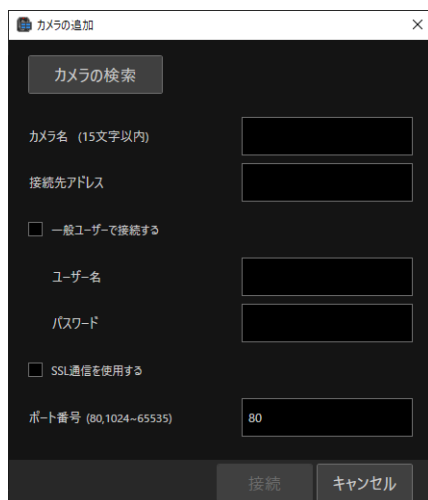 カメラの追加
カメラの検索
カメラ名 (15文字以内)
接続先アドレス
一般ユーザーで接続する
ユーザー名
パスワード
SSL通信を使用する
ポート番号 (80,1024~65535)
80
接続
キャンセル